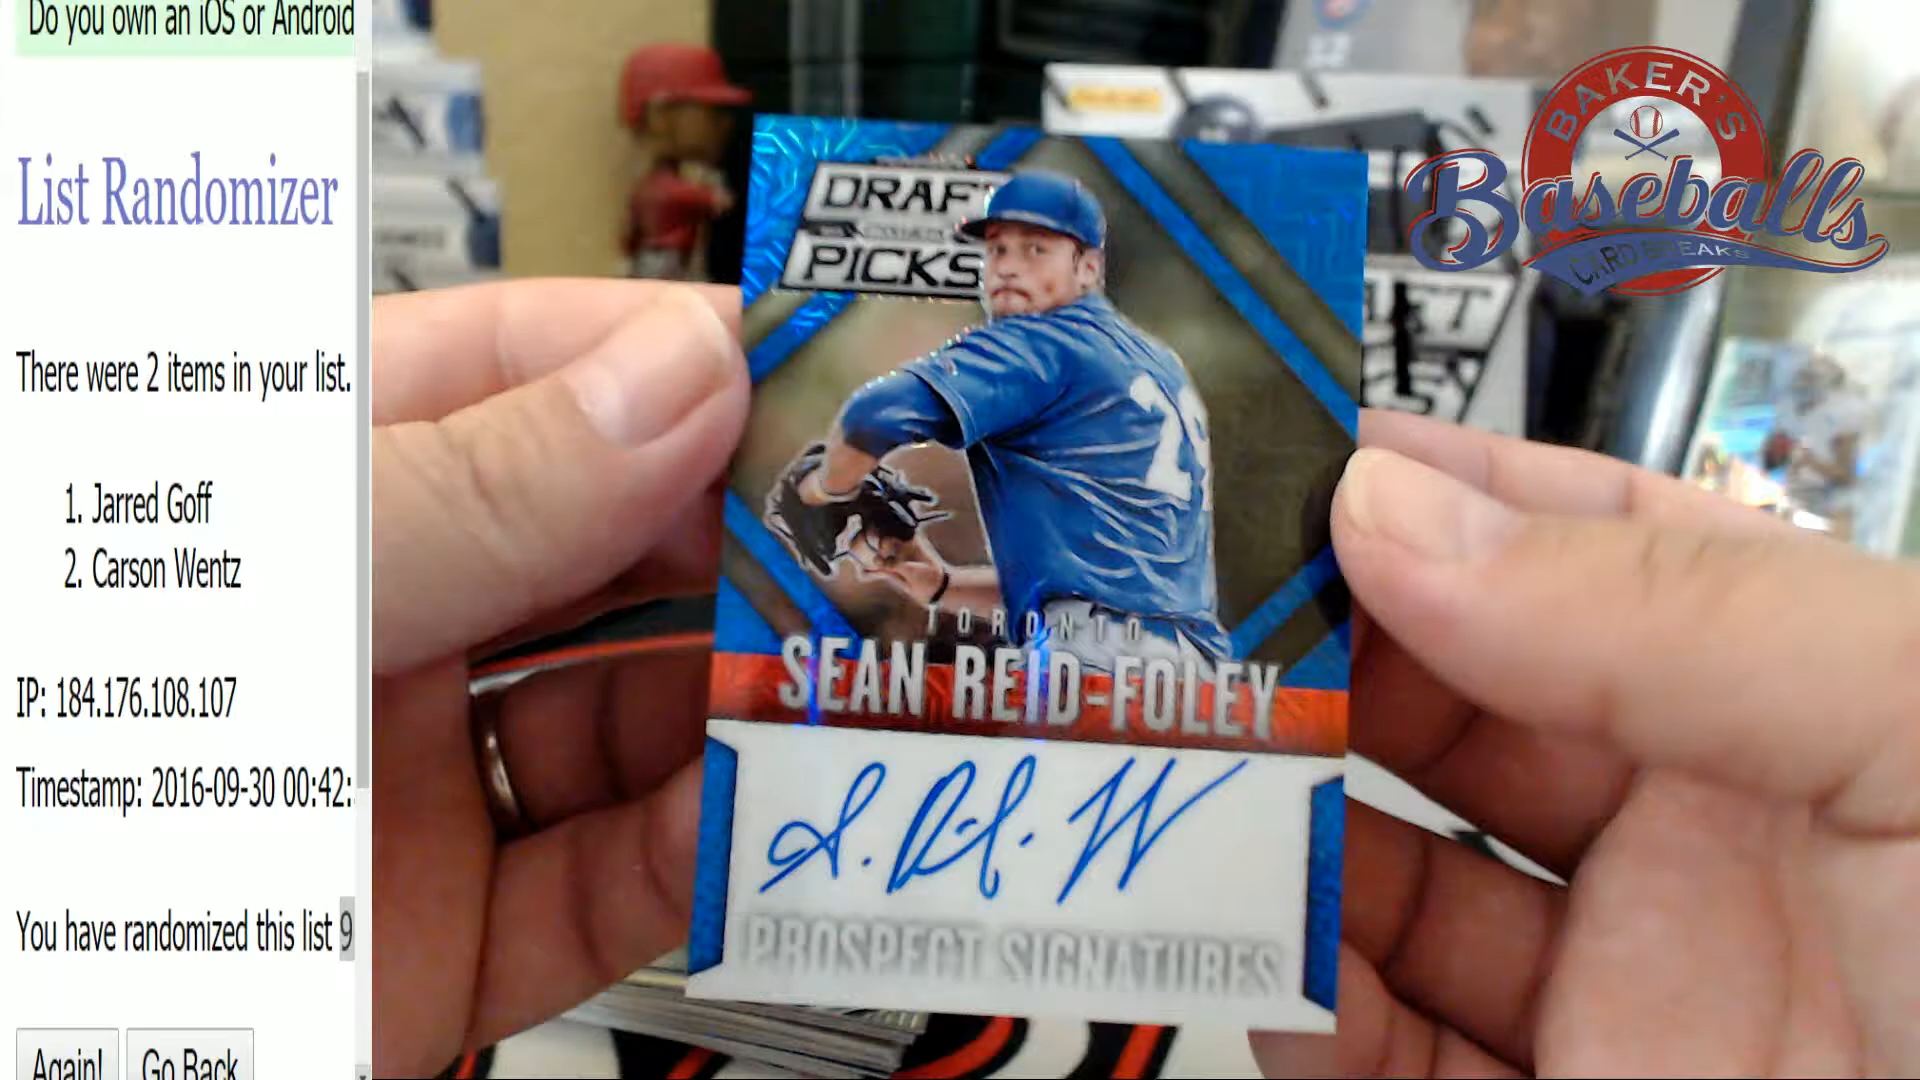 Do you own an iOS or Android
List Randomizer
There were 2 items in your list.
1. Jarred Goff
2. Carson Wentz
IP: 184.176.108.107
Timestamp: 2016-09-30 00:42:
You have randomized this list 9
Again!
Go Back
BAKER'S
Baseballs
CARD BREAKS
DRAFT
PICKS
TORONTO
SEAN REID-FOLEY
PROSPECT SIGNATURES